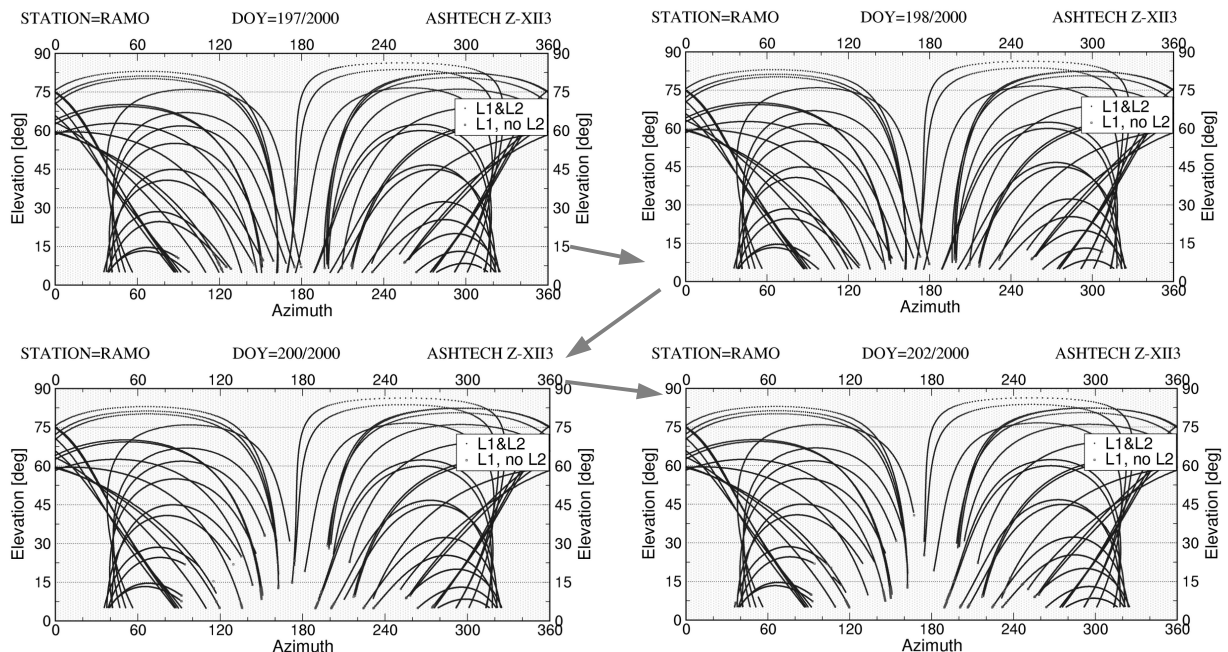 STATION=RAMO DOY=197/2000 ASHTECH Z-XII3
0 60 120 180 240 300 360
90 75 60 45 30 15 0
Elevation [deg]
L1&L2
L1, no L2
90 75 60 45 30 15 0
Elevation [deg]
0 60 120 180 240 300 360
Azimuth
STATION=RAMO DOY=198/2000 ASHTECH Z-XII3
0 60 120 180 240 300 360
90 75 60 45 30 15 0
Elevation [deg]
L1&L2
L1, no L2
90 75 60 45 30 15 0
Elevation [deg]
0 60 120 180 240 300 360
Azimuth
STATION=RAMO DOY=200/2000 ASHTECH Z-XII3
0 60 120 180 240 300 360
90 75 60 45 30 15 0
Elevation [deg]
L1&L2
L1, no L2
90 75 60 45 30 15 0
Elevation [deg]
0 60 120 180 240 300 360
Azimuth
STATION=RAMO DOY=202/2000 ASHTECH Z-XII3
0 60 120 180 240 300 360
90 75 60 45 30 15 0
Elevation [deg]
L1&L2
L1, no L2
90 75 60 45 30 15 0
Elevation [deg]
0 60 120 180 240 300 360
Azimuth